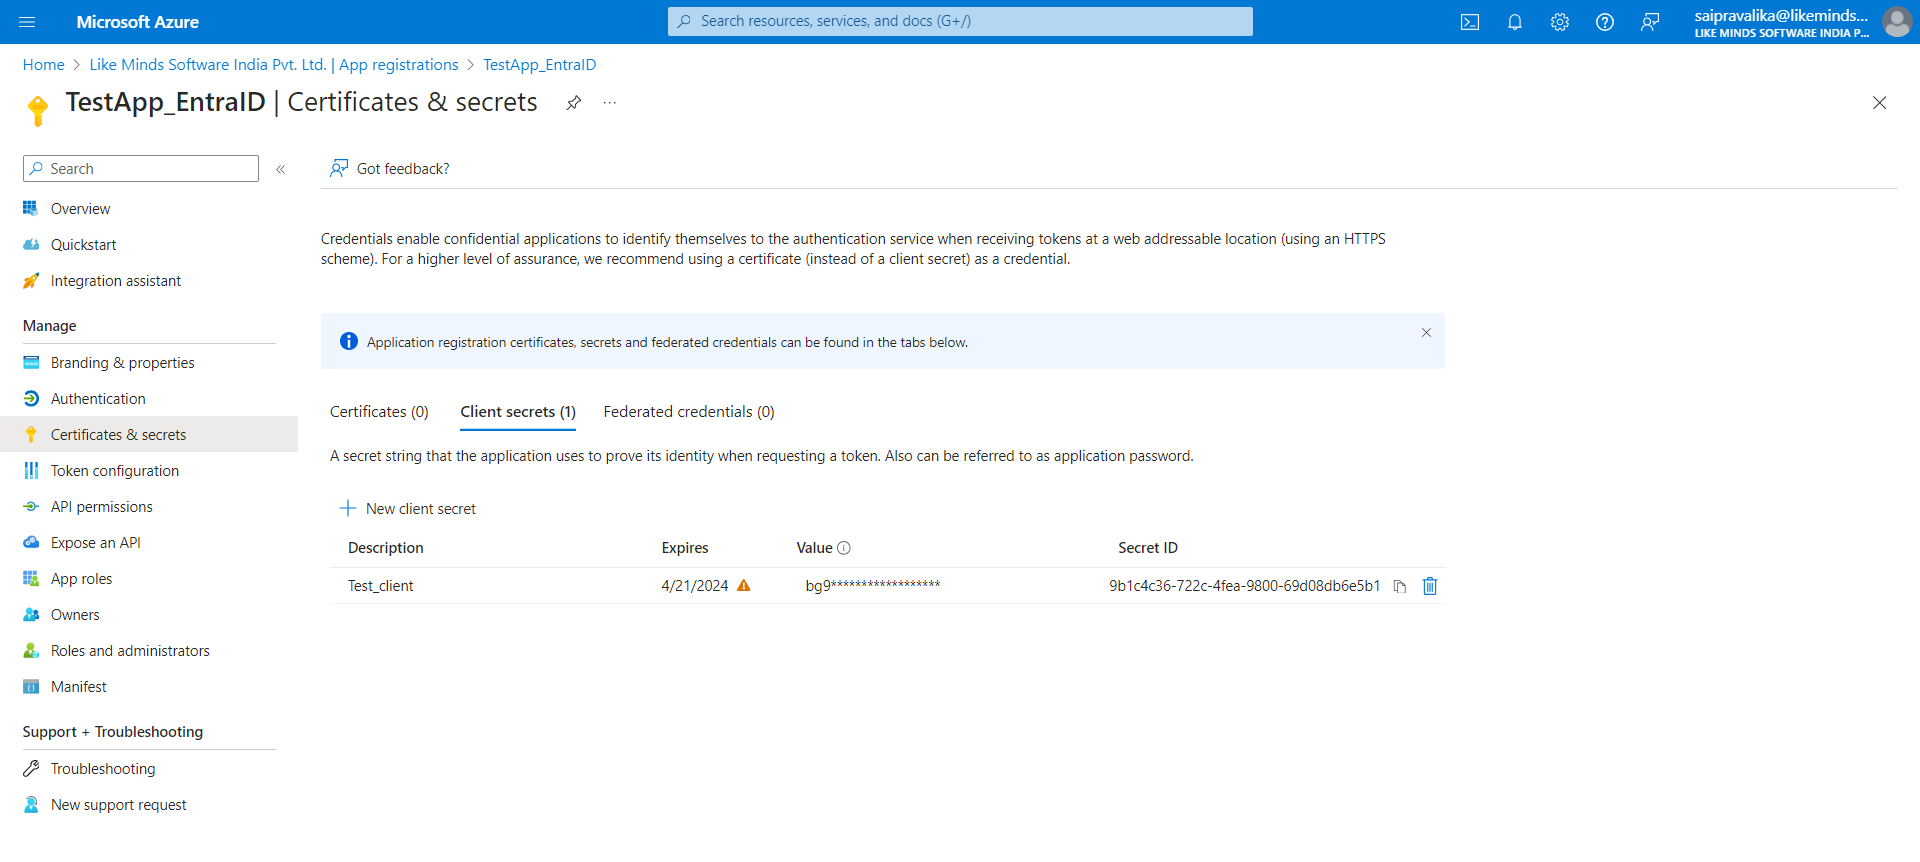 Microsoft Azure
Search resources, services, and docs (G+/)
saipravalika@likeminds...
LIKE MINDS SOFTWARE INDIA P...
Home > Like Minds Software India Pvt. Ltd. | App registrations > TestApp_EntraID
TestApp_EntraID | Certificates & secrets ...
Search «
Overview
Quickstart
Integration assistant
Manage
Branding & properties
Authentication
Certificates & secrets
Token configuration
API permissions
Expose an API
App roles
Owners
Roles and administrators
Manifest
Support + Troubleshooting
Troubleshooting
New support request
Got feedback?
Credentials enable confidential applications to identify themselves to the authentication service when receiving tokens at a web addressable location (using an HTTPS
scheme). For a higher level of assurance, we recommend using a certificate (instead of a client secret) as a credential.
Application registration certificates, secrets and federated credentials can be found in the tabs below.
Certificates (0) Client secrets (1) Federated credentials (0)
A secret string that the application uses to prove its identity when requesting a token. Also can be referred to as application password.
New client secret
Description Expires Value Secret ID
Test_client 4/21/2024 bg9****************** 9b1c4c36-722c-4fea-9800-69d08db6e5b1